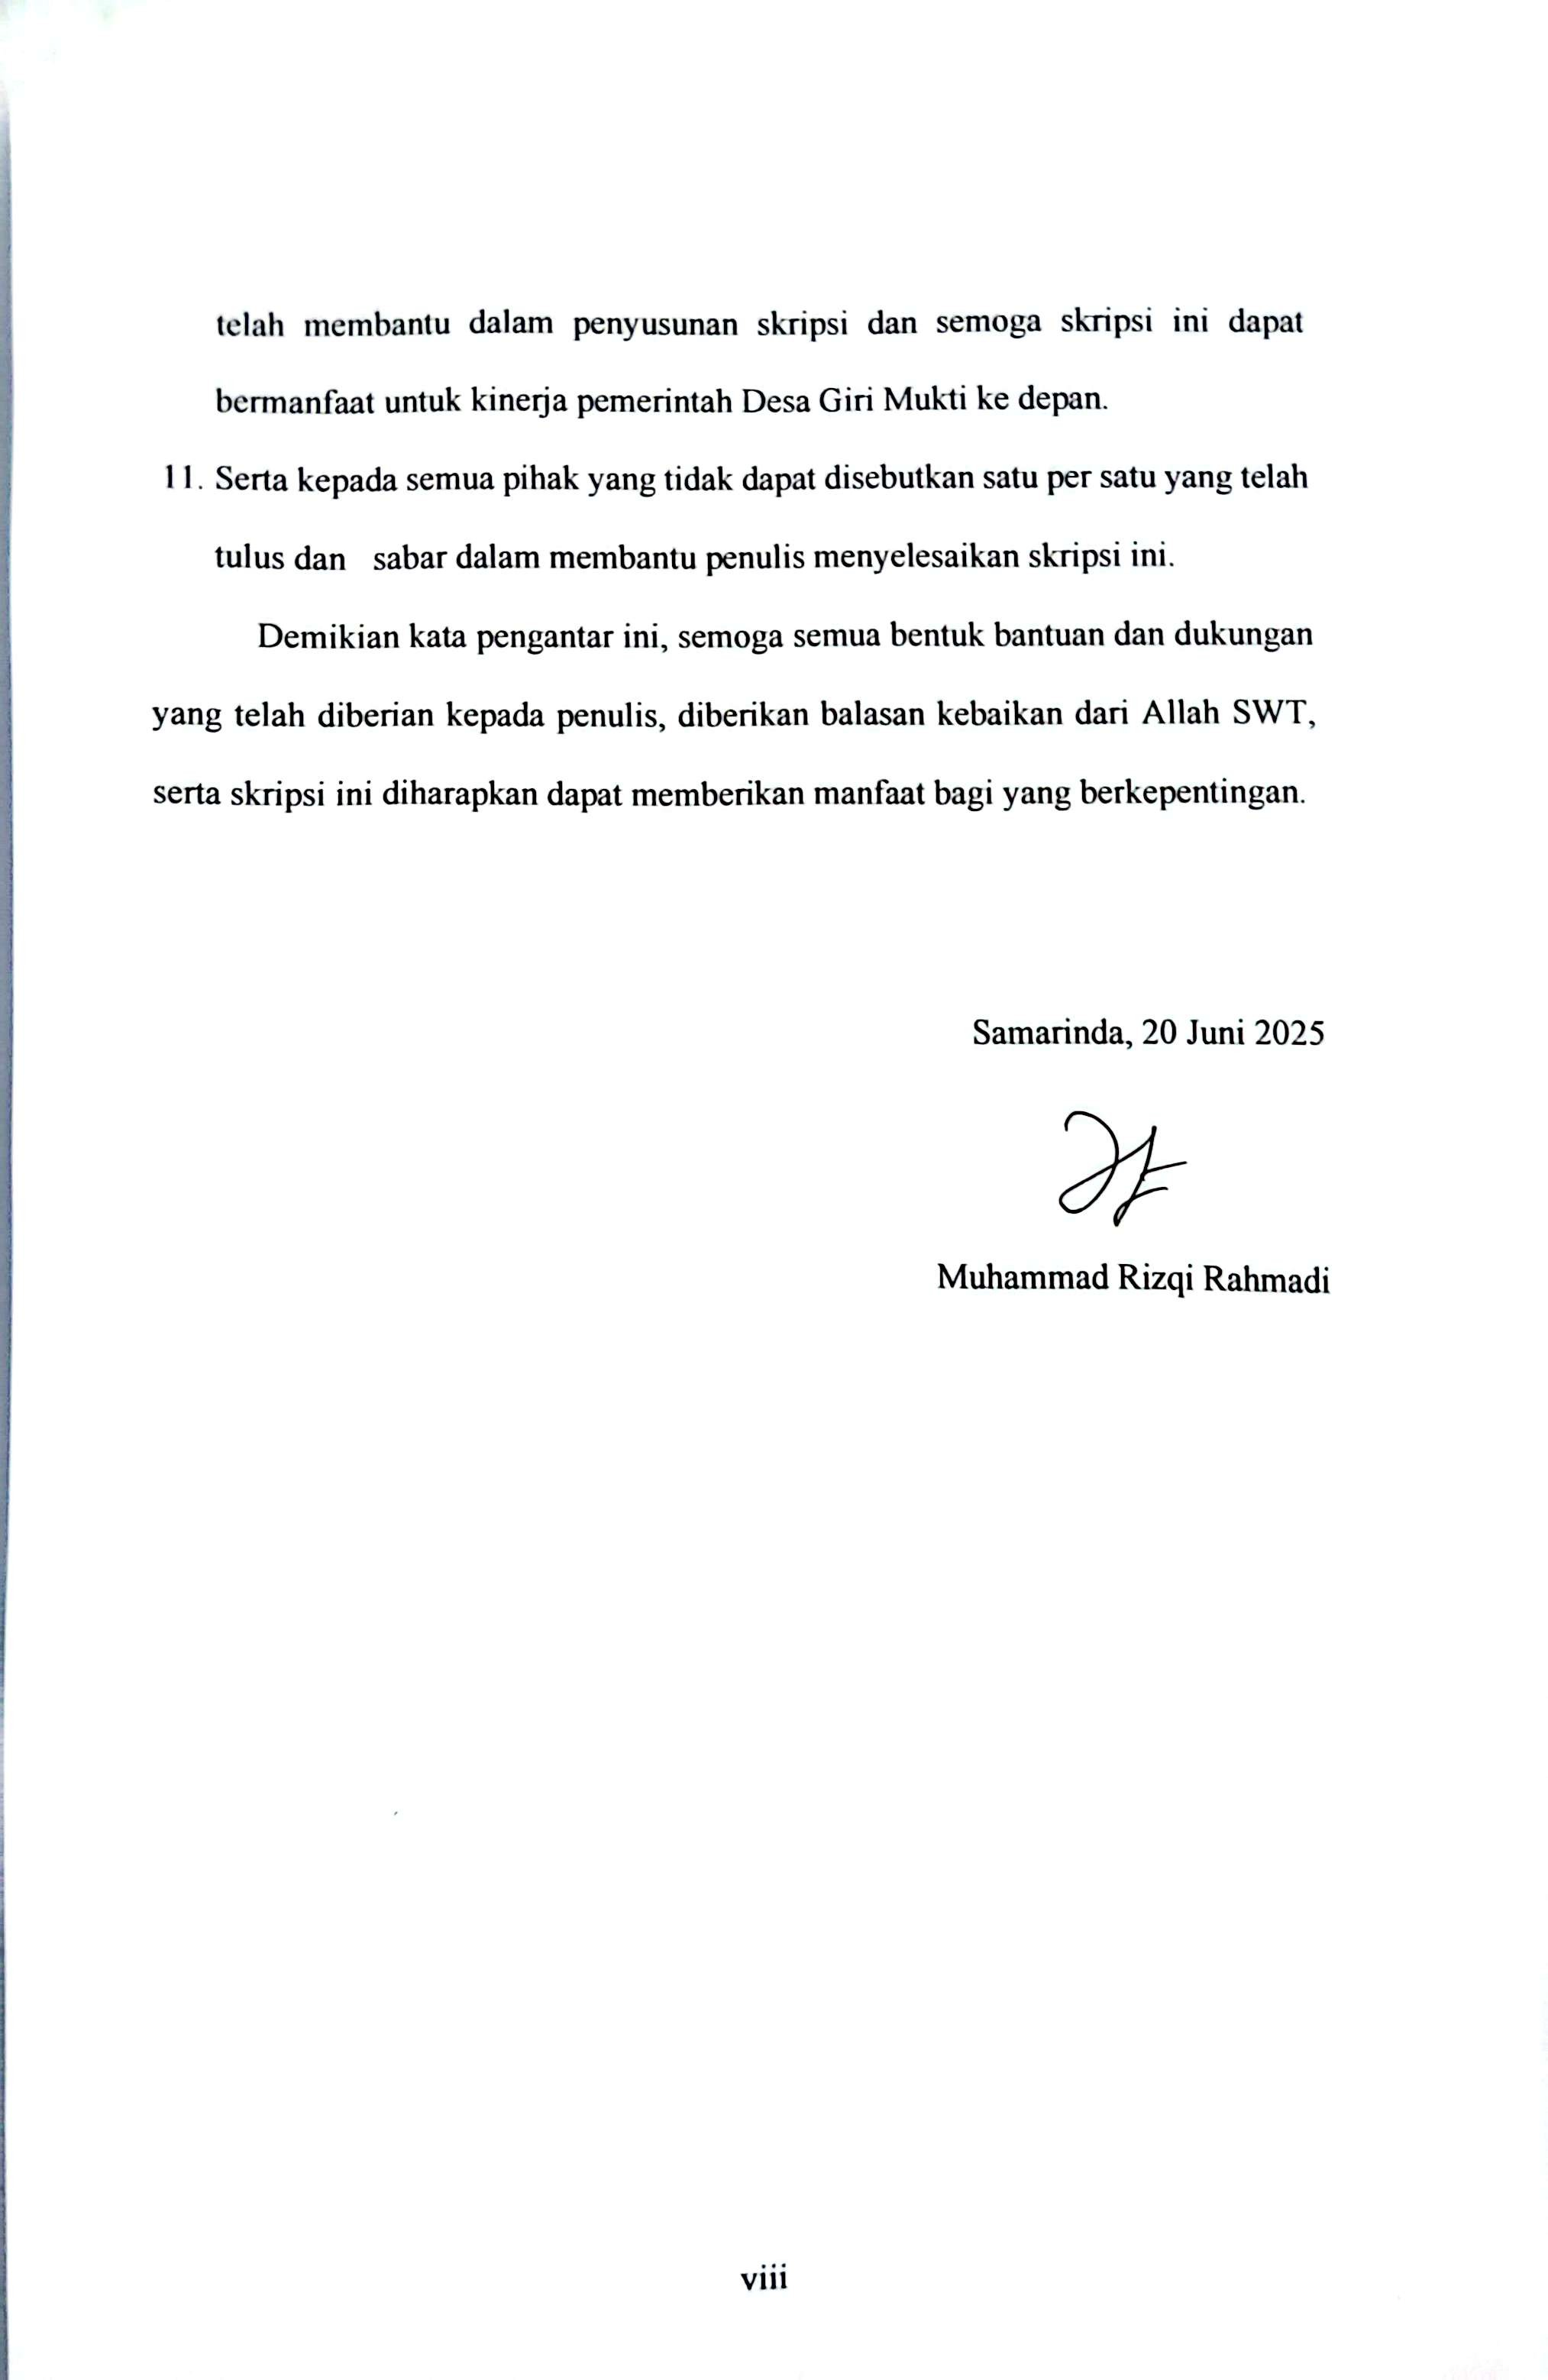 telah membantu dalam penyusunan skripsi dan semoga skripsi ini dapat
bermanfaat untuk kinerja pemerintah Desa Giri Mukti ke depan.
11. Serta kepada semua pihak yang tidak dapat disebutkan satu per satu yang telah
tulus dan sabar dalam membantu penulis menyelesaikan skripsi ini.
Demikian kata pengantar ini, semoga semua bentuk bantuan dan dukungan
yang telah diberian kepada penulis, diberikan balasan kebaikan dari Allah SWT,
serta skripsi ini diharapkan dapat memberikan manfaat bagi yang berkepentingan.
Samarinda, 20 Juni 2025
Muhammad Rizqi Rahmadi
viii